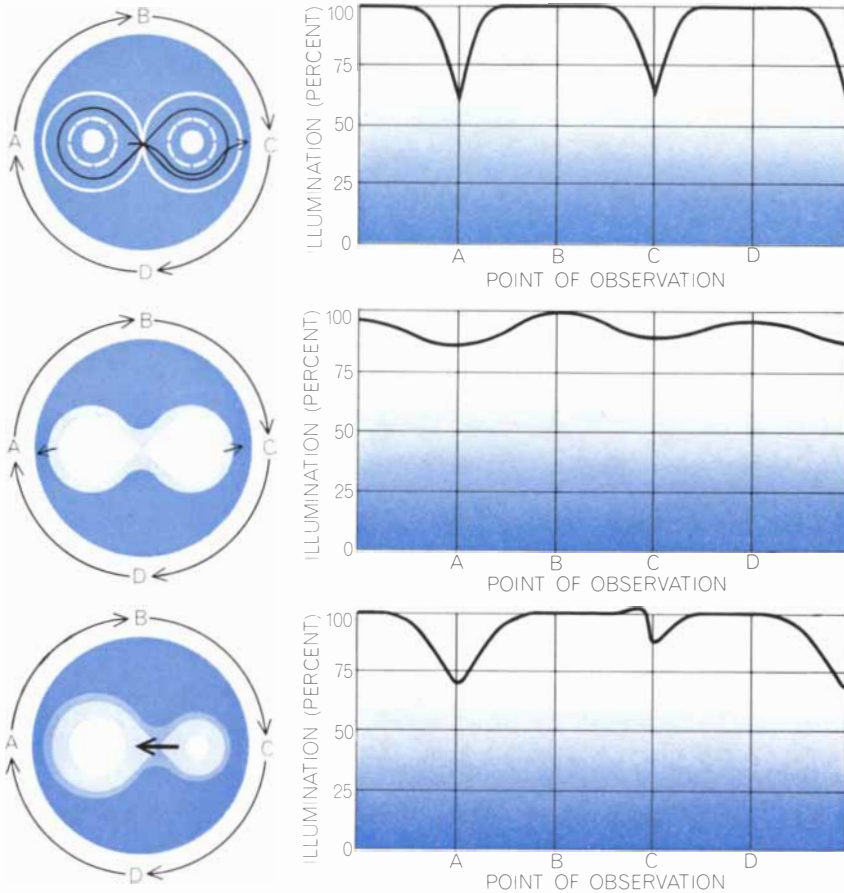 B
A
C
D
ILLUMINATION (PERCENT)
100
75
50
25
0
A B C D
POINT OF OBSERVATION
B
A
C
D
ILLUMINATION (PERCENT)
100
75
50
25
0
A B C D
POINT OF OBSERVATION
B
A
C
D
ILLUMINATION (PERCENT)
100
75
50
25
0
A B C D
POINT OF OBSERVATION